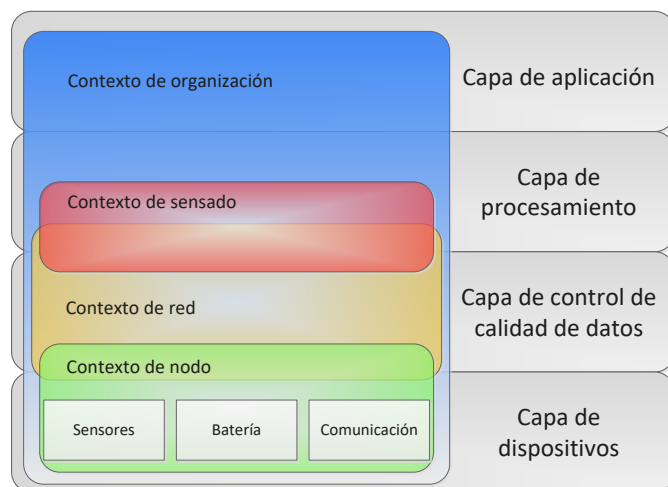 Contexto de organización
Capa de aplicación
Contexto de sensado
Capa de
procesamiento
Contexto de red
Capa de control de
calidad de datos
Contexto de nodo
Sensores
Batería
Comunicación
Capa de
dispositivos